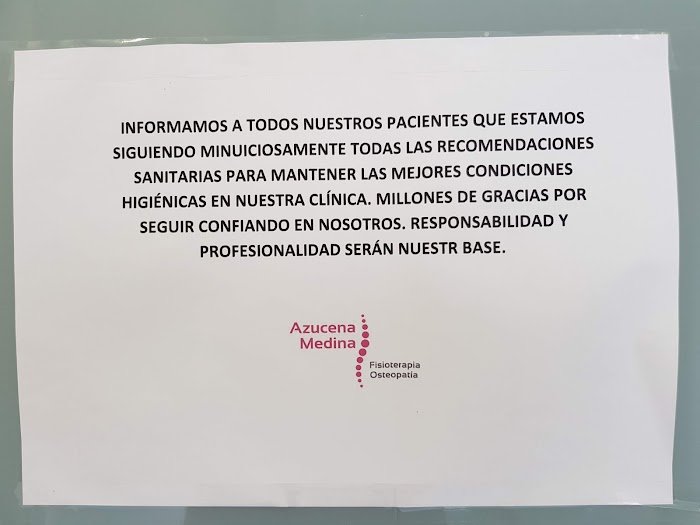 INFORMAMOS A TODOS NUESTROS PACIENTES QUE ESTAMOS
SIGUIENDO MINUICIOSAMENTE TODAS LAS RECOMENDACIONES
SANITARIAS PARA MANTENER LAS MEJORES CONDICIONES
HIGIÉNICAS EN NUESTRA CLÍNICA. MILLONES DE GRACIAS POR
SEGUIR CONFIANDO EN NOSOTROS. RESPONSABILIDAD Y
PROFESIONALIDAD SERÁN NUESTR BASE.
Azucena
Medina
Fisioterapia
Osteopatía